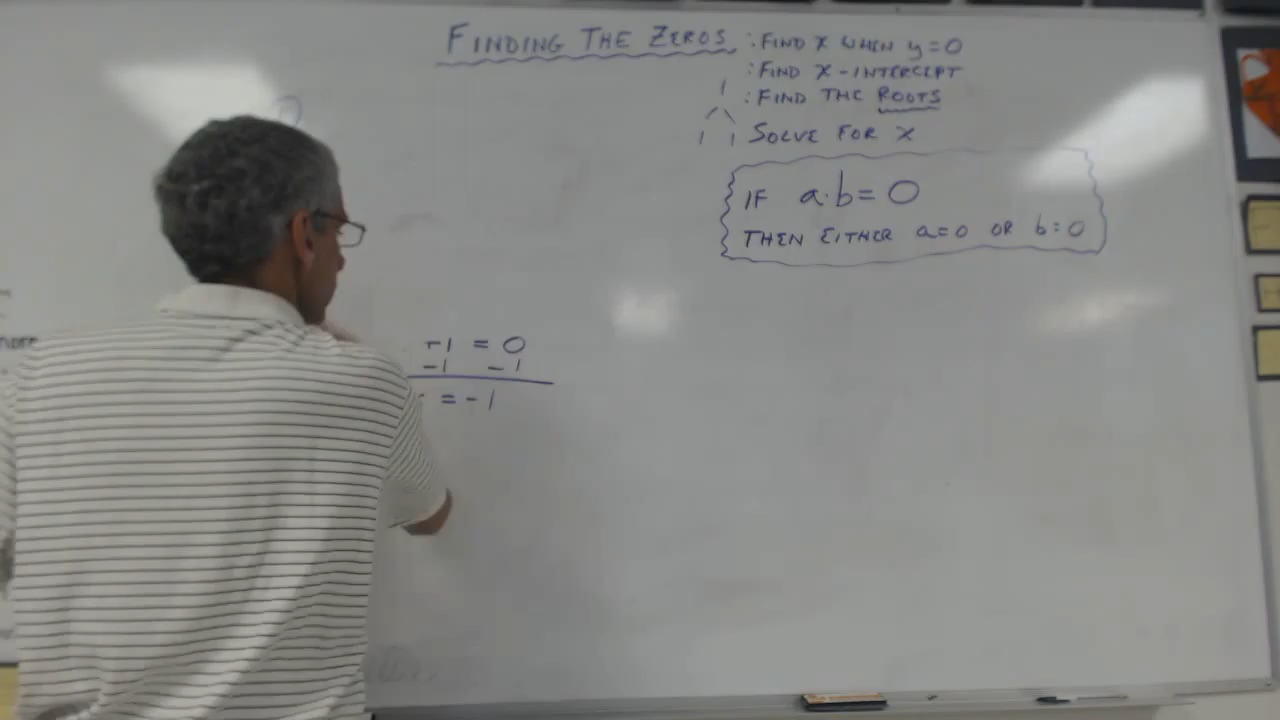 FINDING THE ZEROS : FIND X WHEN y = 0
: FIND X-INTERCEPT
: FIND THE ROOTS
SOLVE FOR X
IF a·b = 0
THEN EITHER a=0 OR b=0
+1 = 0
-1 -1
= -1